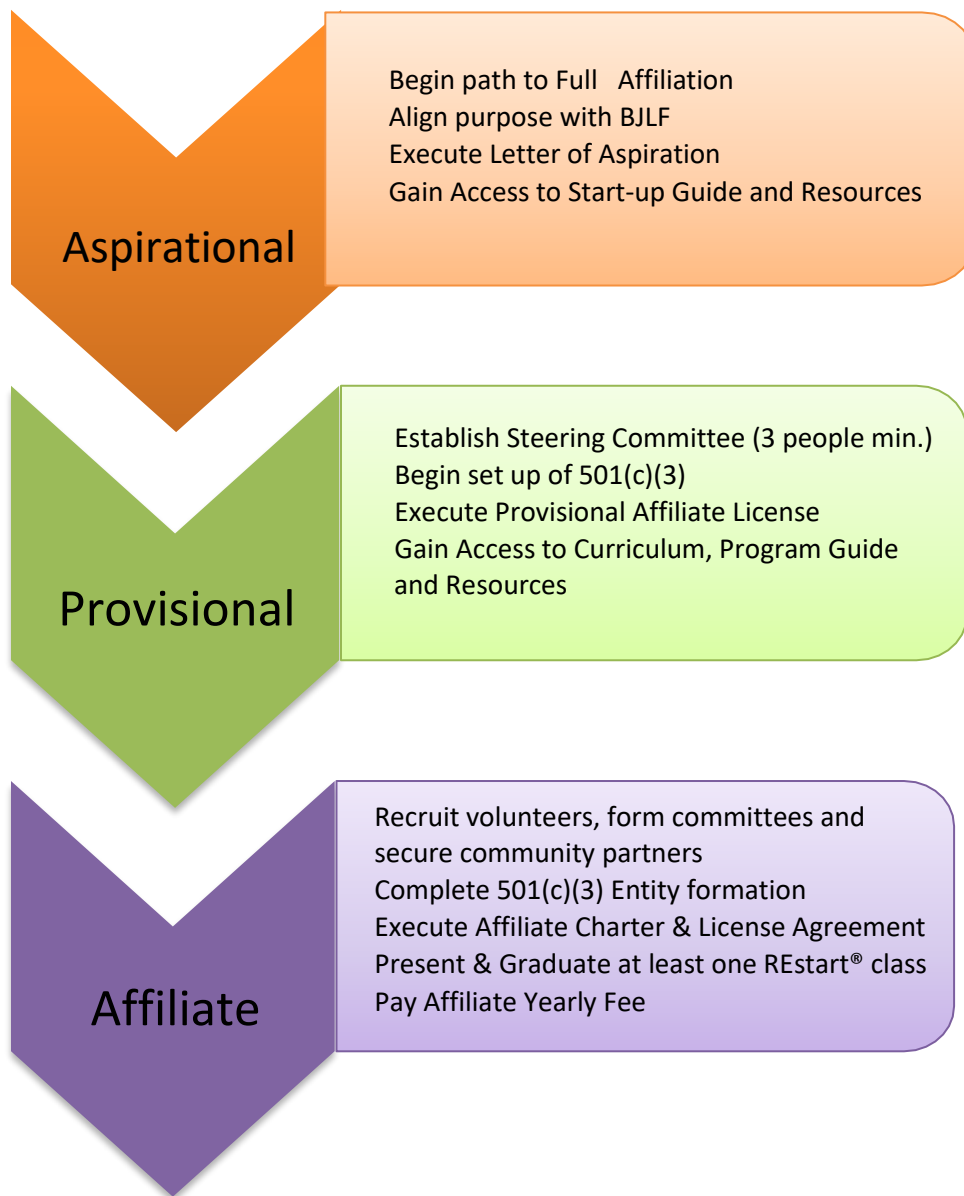 Begin path to Full   Affiliation
Align purpose with BJLF
Execute Letter of Aspiration
Gain Access to Start-up Guide and Resources
Aspirational
Establish Steering Committee (3 people min.)
Begin set up of 501(c)(3)
Execute Provisional Affiliate License
Gain Access to Curriculum, Program Guide
and Resources
Provisional
Recruit volunteers, form committees and
secure community partners
Complete 501(c)(3) Entity formation
Execute Affiliate Charter & License Agreement
Present & Graduate at least one REstart® class
Pay Affiliate Yearly Fee
Affiliate